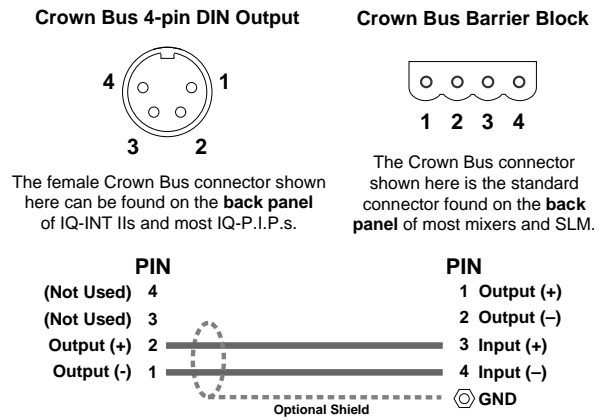 Crown Bus 4-pin DIN Output
4 1
3 2
The female Crown Bus connector shown
here can be found on the back panel
of IQ-INT IIs and most IQ-P.I.P.s.
Crown Bus Barrier Block
1 2 3 4
The Crown Bus connector
shown here is the standard
connector found on the back
panel of most mixers and SLM.
PIN
(Not Used) 4
(Not Used) 3
Output (+) 2
Output (-) 1
PIN
1 Output (+)
2 Output (–)
3 Input (+)
4 Input (–)
GND
Optional Shield